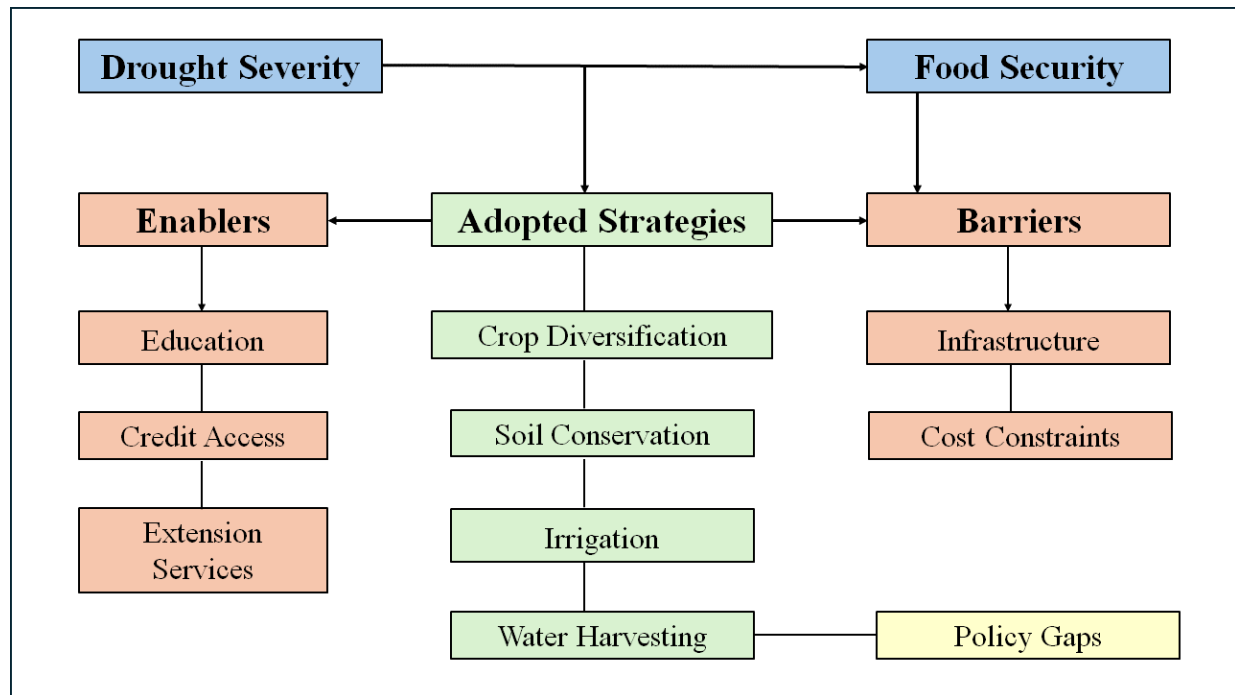 Drought Severity
Food Security
Enablers
Adopted Strategies
Barriers
Education
Crop Diversification
Infrastructure
Credit Access
Soil Conservation
Cost Constraints
Extension
Services
Irrigation
Water Harvesting
Policy Gaps